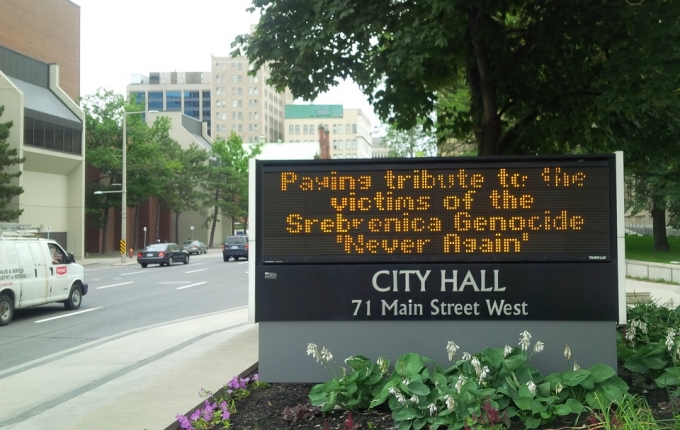 Paying tribute to the
victims of the
Srebrenica Genocide
"Never Again"
CITY HALL
71 Main Street West